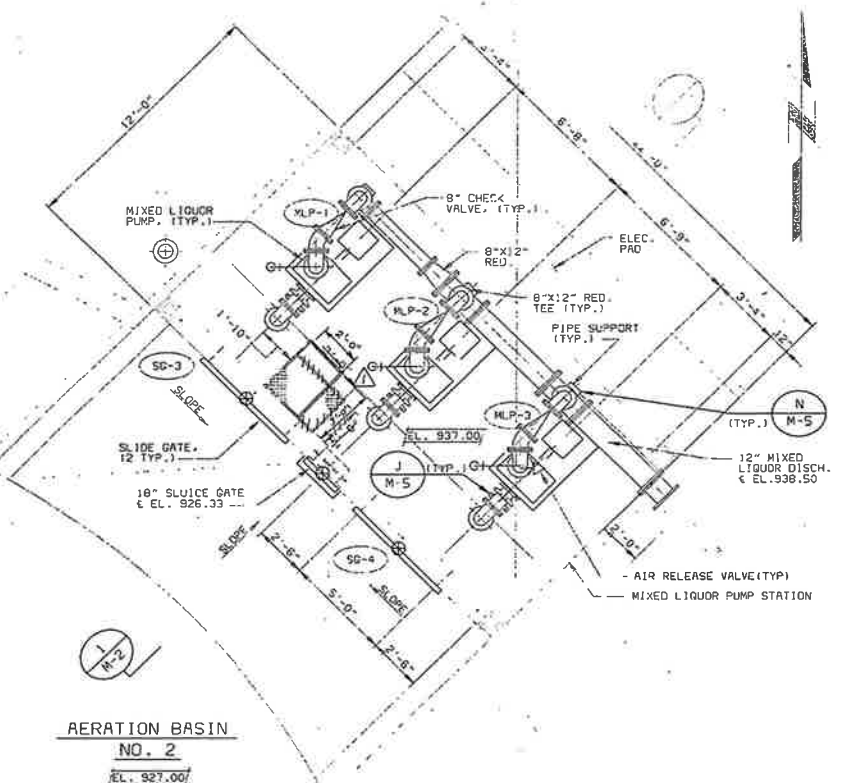 12'-0"
6'-8"
6'-8"
3'-4"
12"
MIXED LIQUOR
PUMP, (TYP.)
MLP-1
8" CHECK
VALVE, (TYP.)
8"X12"
RED.
ELEC.
PAD
8"X12" RED.
TEE (TYP.)
PIPE SUPPORT
(TYP.)
MLP-2
1'-10"
2'-0"
SG-3
SLOPE
1
MLP-3
N
M-5
(TYP.)
EL. 937.00
SLIDE GATE,
(2 TYP.)
J
M-5
(TYP.)
12" MIXED
LIQUOR DISCH.
₵ EL.938.50
18" SLUICE GATE
₵ EL. 926.33
SLOPE
2'-6"
SG-4
2'-0"
SLOPE
5'-0"
2'-6"
- AIR RELEASE VALVE(TYP)
MIXED LIQUOR PUMP STATION
1
M-2
AERATION BASIN
NO. 2
EL. 927.00